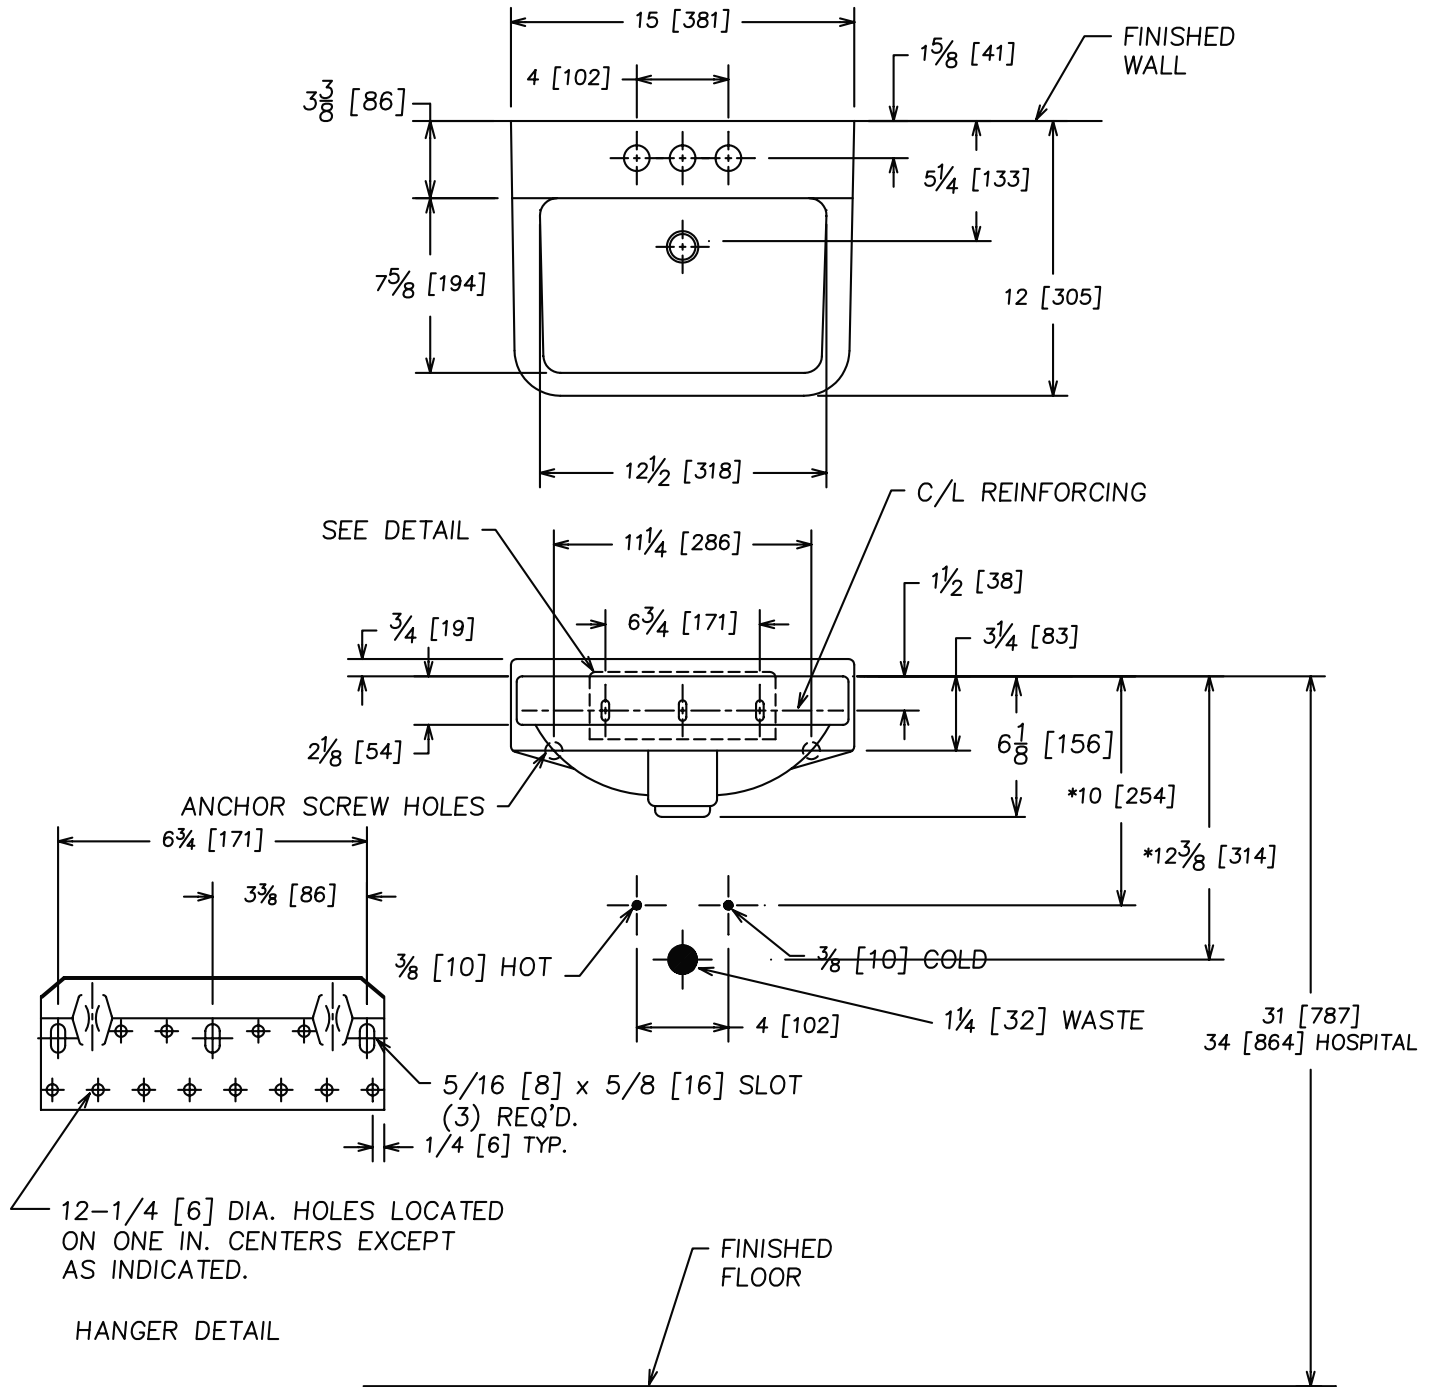 15 [381]
4 [102]
1⅝ [41]
FINISHED
WALL
3⅜ [86]
5¼ [133]
7⅝ [194]
12 [305]
12½ [318]
C/L REINFORCING
SEE DETAIL
11¼ [286]
1½ [38]
¾ [19]
6¾ [171]
3¼ [83]
2⅛ [54]
6⅛ [156]
*10 [254]
ANCHOR SCREW HOLES
6¾ [171]
*12⅜ [314]
3⅜ [86]
⅜ [10] HOT
⅜ [10] COLD
1¼ [32] WASTE
4 [102]
31 [787]
34 [864] HOSPITAL
5/16 [8] x 5/8 [16] SLOT
(3) REQ'D.
1/4 [6] TYP.
12-1/4 [6] DIA. HOLES LOCATED
ON ONE IN. CENTERS EXCEPT
AS INDICATED.
FINISHED
FLOOR
HANGER DETAIL